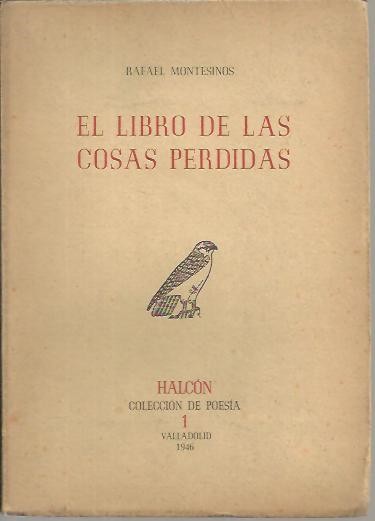 RAFAEL MONTESINOS
EL LIBRO DE LAS
COSAS PERDIDAS
HALCÓN
COLECCIÓN DE POESÍA
1
VALLADOLID
1946